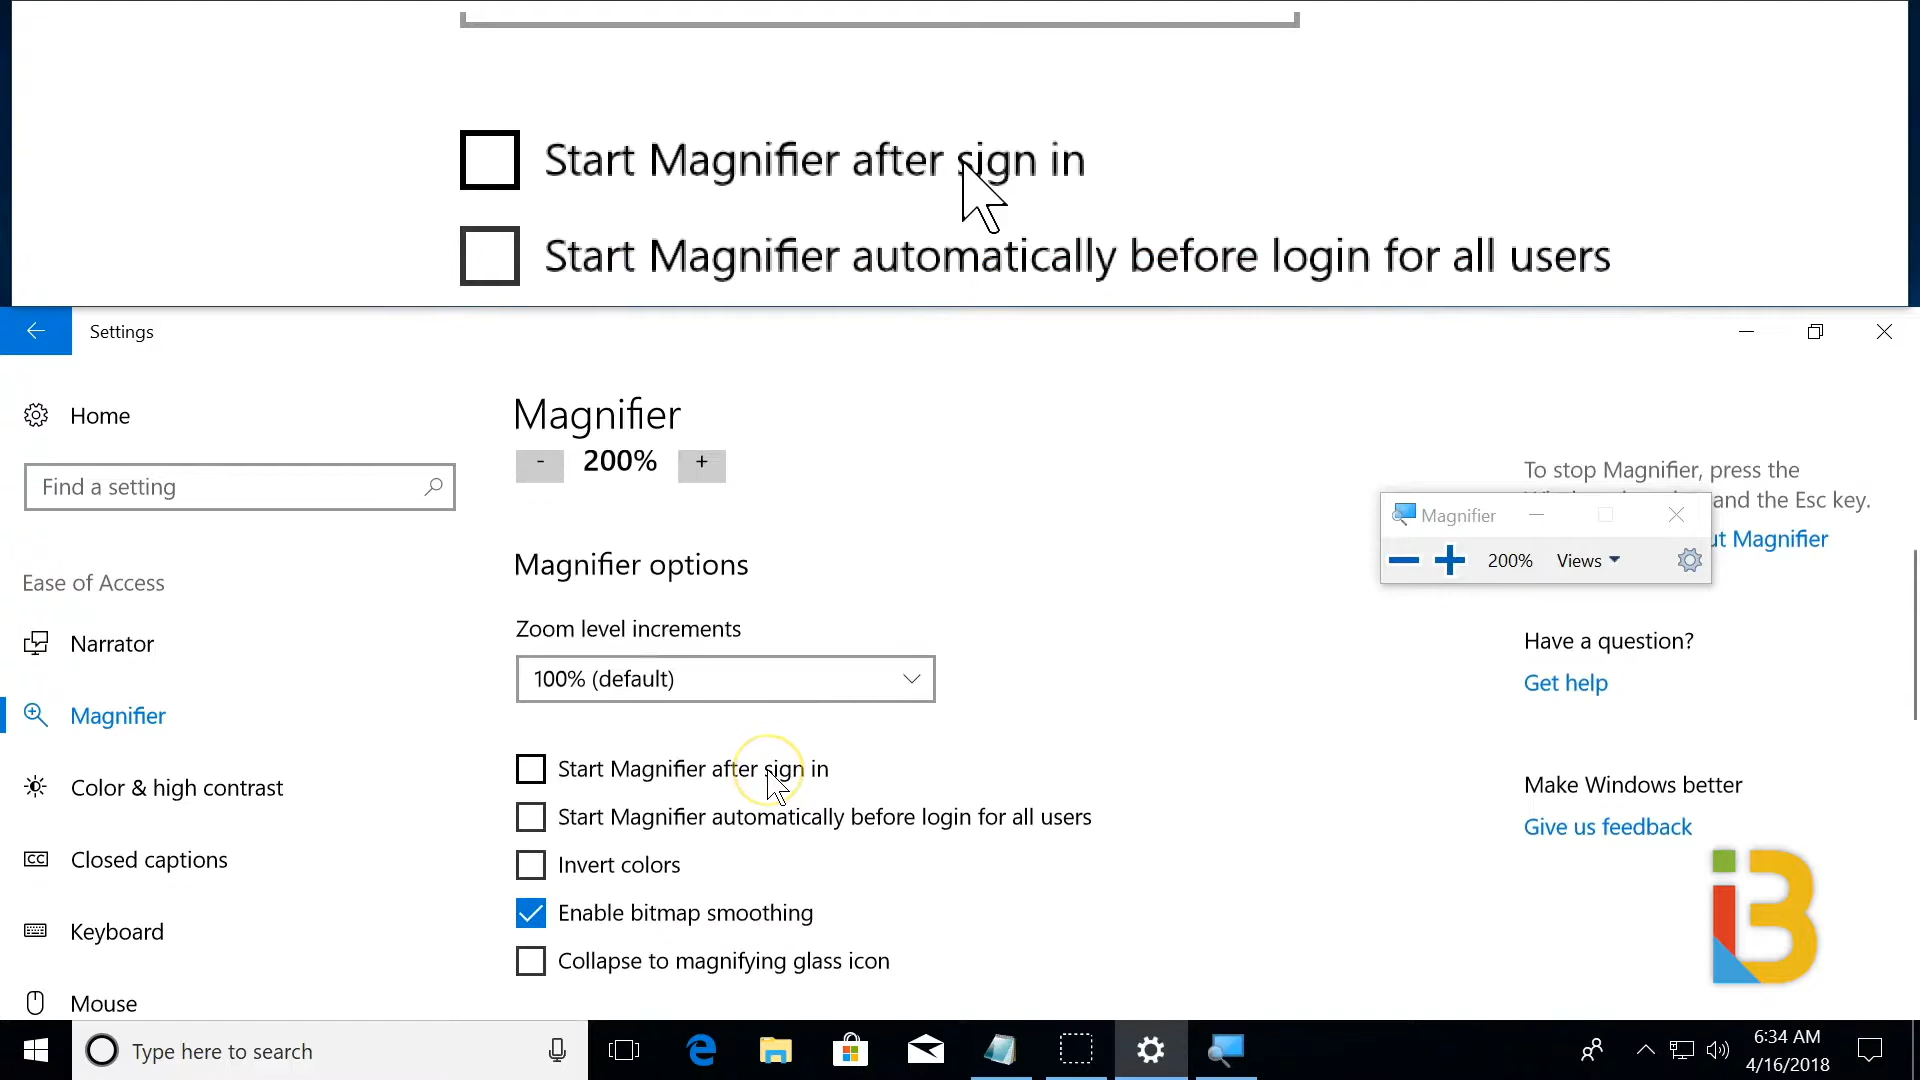 Start Magnifier after sign in
Start Magnifier automatically before login for all users
Settings
Home
Find a setting
Ease of Access
Narrator
Magnifier
Color & high contrast
Closed captions
Keyboard
Mouse
Magnifier
- 200% +
Magnifier options
Zoom level increments
100% (default)
Start Magnifier after sign in
Start Magnifier automatically before login for all users
Invert colors
Enable bitmap smoothing
Collapse to magnifying glass icon
To stop Magnifier, press the
and the Esc key.
Magnifier
Magnifier
200% Views
Have a question?
Get help
Make Windows better
Give us feedback
Type here to search
6:34 AM
4/16/2018